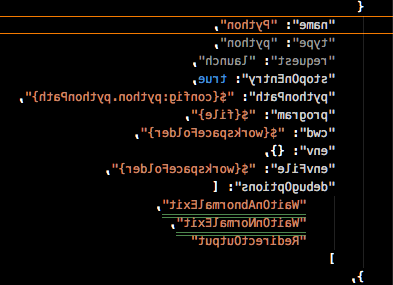 {
"name": "Python",
"type": "python",
"request": "launch",
"stopOnEntry": true,
"pythonPath": "${config:python.pythonPath}",
"program": "${file}",
"cwd": "${workspaceFolder}",
"env": {},
"envFile": "${workspaceFolder}",
"debugOptions": [
"WaitOnAbnormalExit",
"WaitOnNormalExit",
"RedirectOutput"
]
},